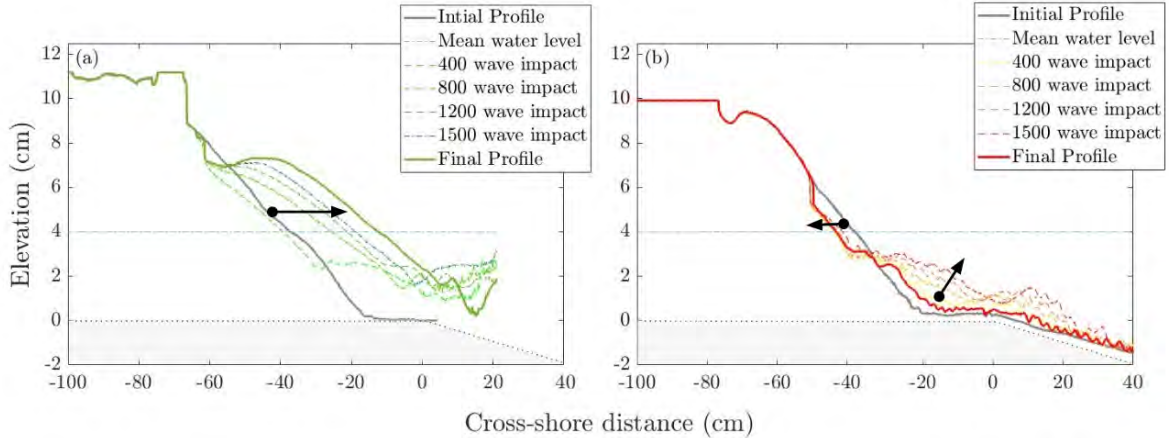 Intial Profile
Mean water level
400 wave impact
800 wave impact
1200 wave impact
1500 wave impact
Final Profile
Initial Profile
Mean water level
400 wave impact
800 wave impact
1200 wave impact
1500 wave impact
Final Profile
(a)
(b)
12
10
8
6
4
2
0
-2
12
10
8
6
4
2
0
-2
Elevation (cm)
-100 -80 -60 -40 -20 0 20 40
-100 -80 -60 -40 -20 0 20 40
Cross-shore distance (cm)